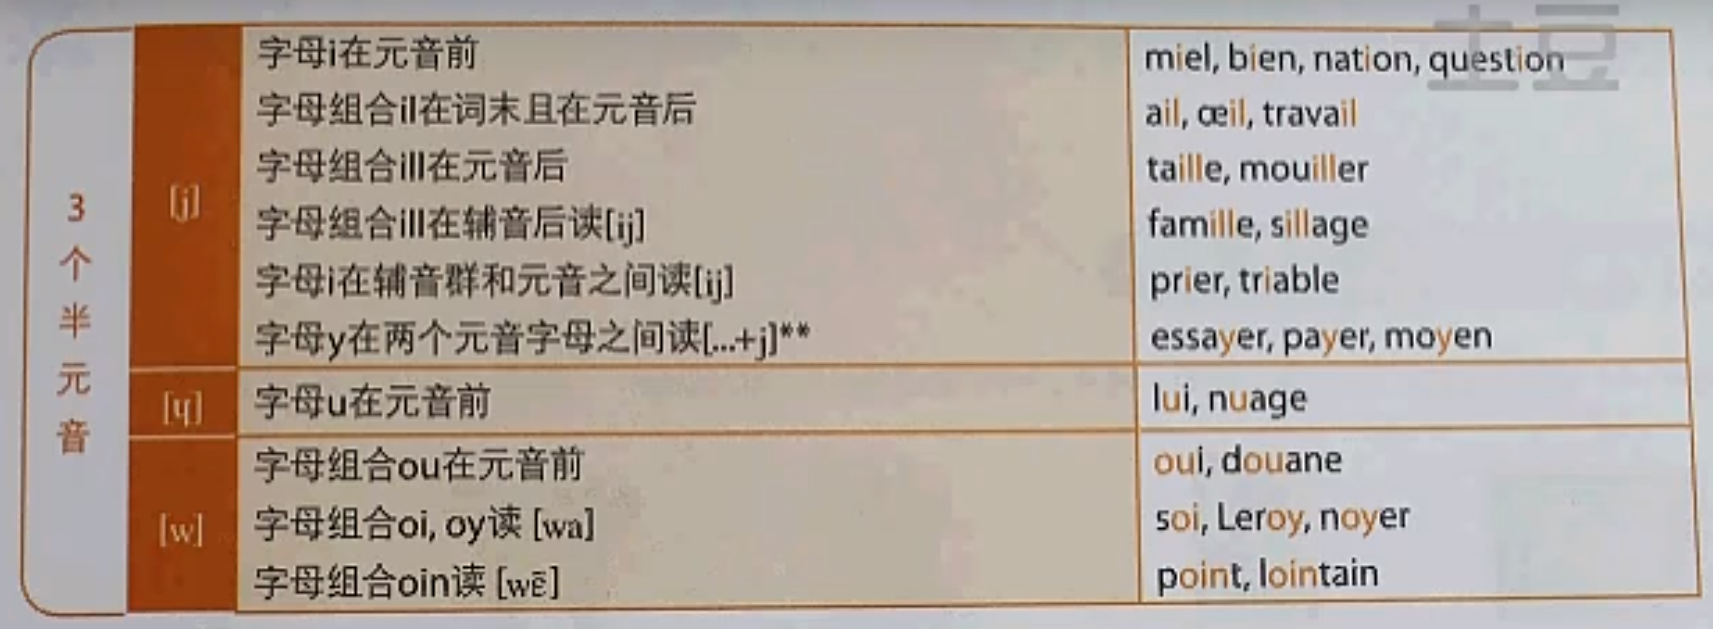 土豆
3个半元音
[j]
字母i在元音前 miel, bien, nation, question
字母组合il在词末且在元音后 ail, œil, travail
字母组合ill在元音后 taille, mouiller
字母组合ill在辅音后读[ij] famille, sillage
字母i在辅音群和元音之间读[ij] prier, triable
字母y在两个元音字母之间读[...+j]** essayer, payer, moyen
[ɥ] 字母u在元音前 lui, nuage
[w]
字母组合ou在元音前 oui, douane
字母组合oi, oy读 [wa] soi, Leroy, noyer
字母组合oin读 [wẽ] point, lointain